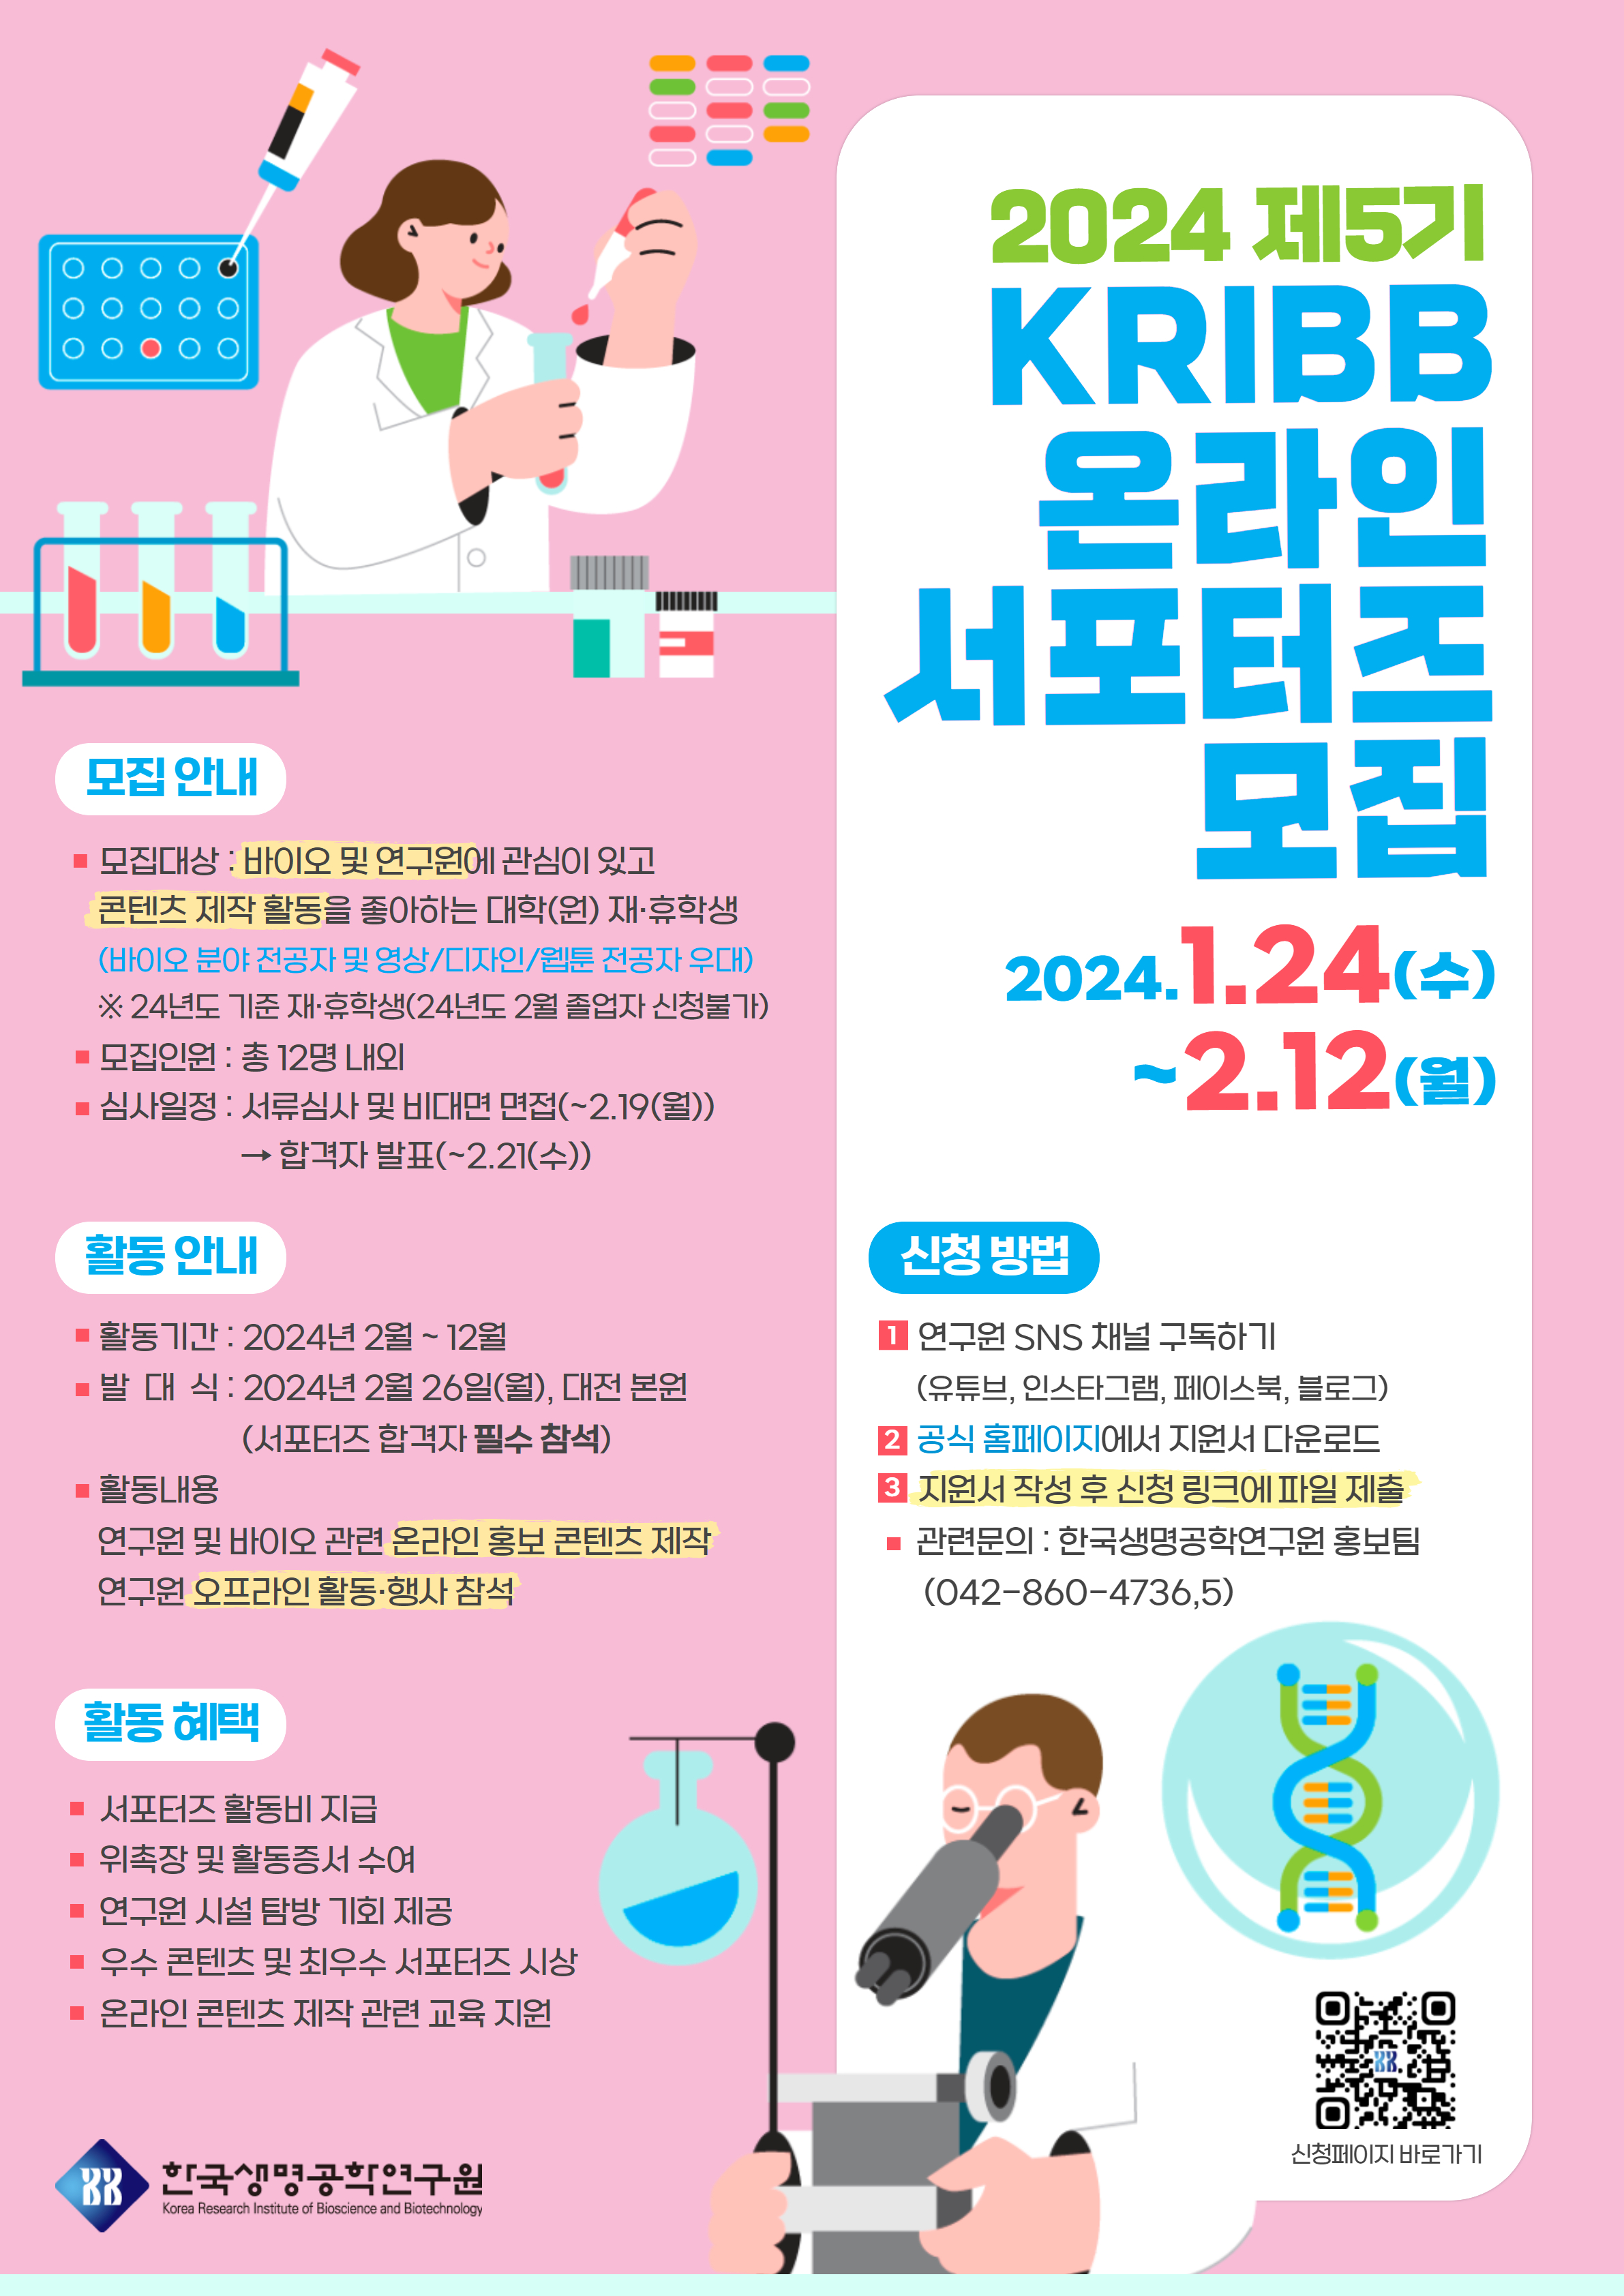 2024 제5기
KRIBB
온라인
서포터즈
모집
2024.1.24(수)
~2.12(월)
모집 안내
모집대상 : 바이오 및 연구원에 관심이 있고
콘텐츠 제작 활동을 좋아하는 대학(원) 재·휴학생
(바이오 분야 전공자 및 영상/디자인/웹툰 전공자 우대)
※ 24년도 기준 재·휴학생(24년도 2월 졸업자 신청불가)
모집인원 : 총 12명 내외
심사일정 : 서류심사 및 비대면 면접(~2.19(월))
→ 합격자 발표(~2.21(수))
활동 안내
활동기간 : 2024년 2월 ~ 12월
발 대 식 : 2024년 2월 26일(월), 대전 본원
(서포터즈 합격자 필수 참석)
활동내용
연구원 및 바이오 관련 온라인 홍보 콘텐츠 제작
연구원 오프라인 활동·행사 참석
활동 혜택
서포터즈 활동비 지급
위촉장 및 활동증서 수여
연구원 시설 탐방 기회 제공
우수 콘텐츠 및 최우수 서포터즈 시상
온라인 콘텐츠 제작 관련 교육 지원
신청 방법
1 연구원 SNS 채널 구독하기
(유튜브, 인스타그램, 페이스북, 블로그)
2 공식 홈페이지에서 지원서 다운로드
3 지원서 작성 후 신청 링크에 파일 제출
관련문의 : 한국생명공학연구원 홍보팀
(042-860-4736,5)
신청페이지 바로가기
한국생명공학연구원
Korea Research Institute of Bioscience and Biotechnology